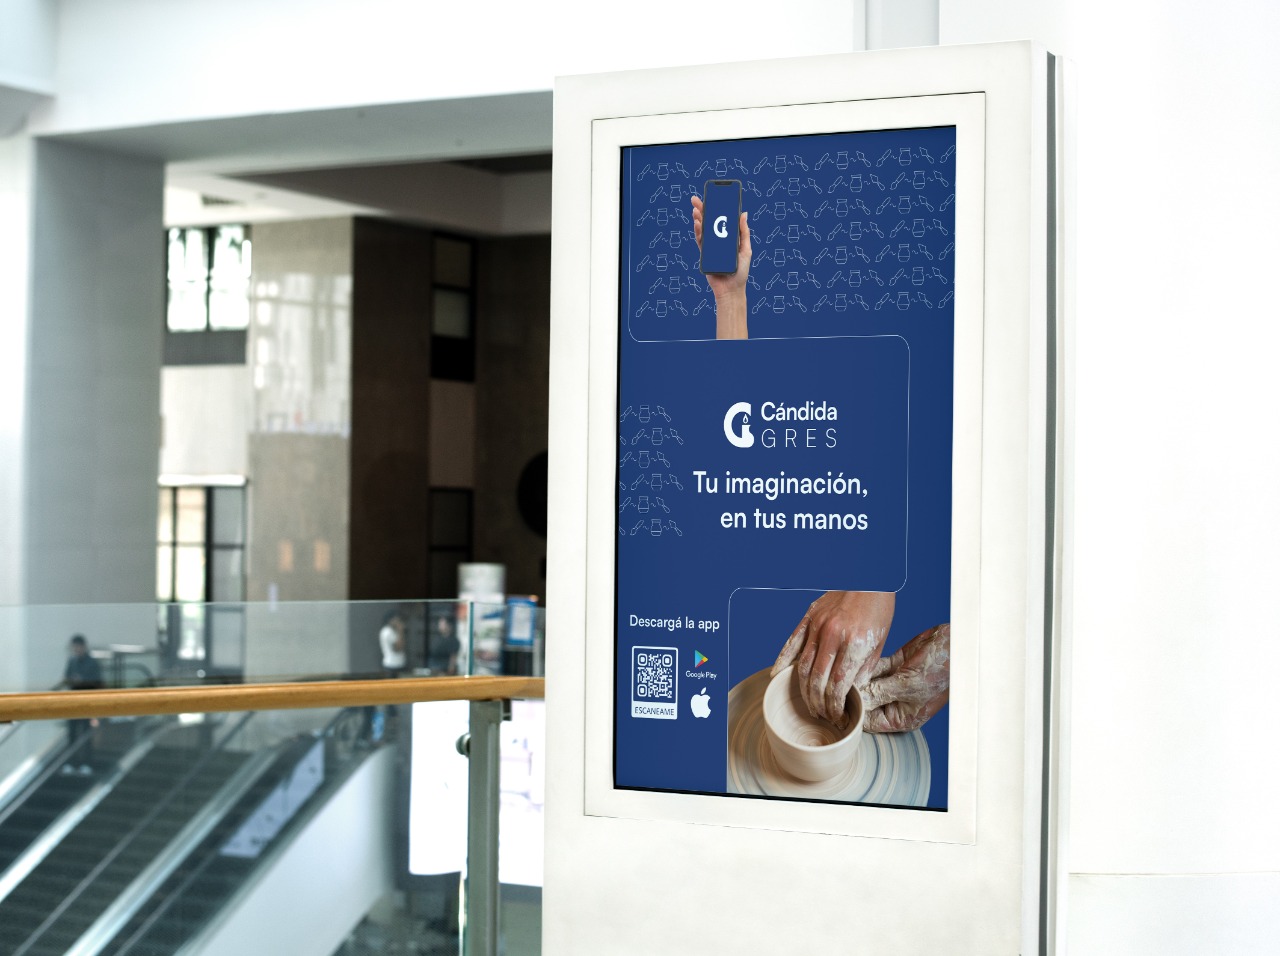 Cándida
GRES
Tu imaginación,
en tus manos
Descargá la app
Google Play
ESCANEAME